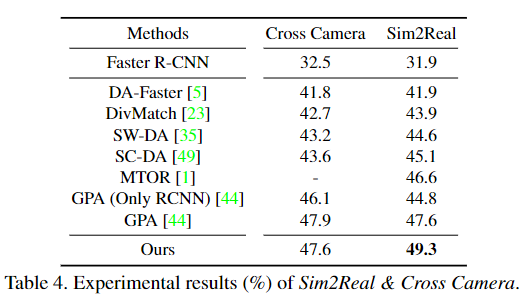 Methods Cross Camera Sim2Real
Faster R-CNN 32.5 31.9
DA-Faster [5] 41.8 41.9
DivMatch [23] 42.7 43.9
SW-DA [35] 43.2 44.6
SC-DA [49] 43.6 45.1
MTOR [1] - 46.6
GPA (Only RCNN) [44] 46.1 44.8
GPA [44] 47.9 47.6
Ours 47.6 49.3
Table 4. Experimental results (%) of Sim2Real & Cross Camera.